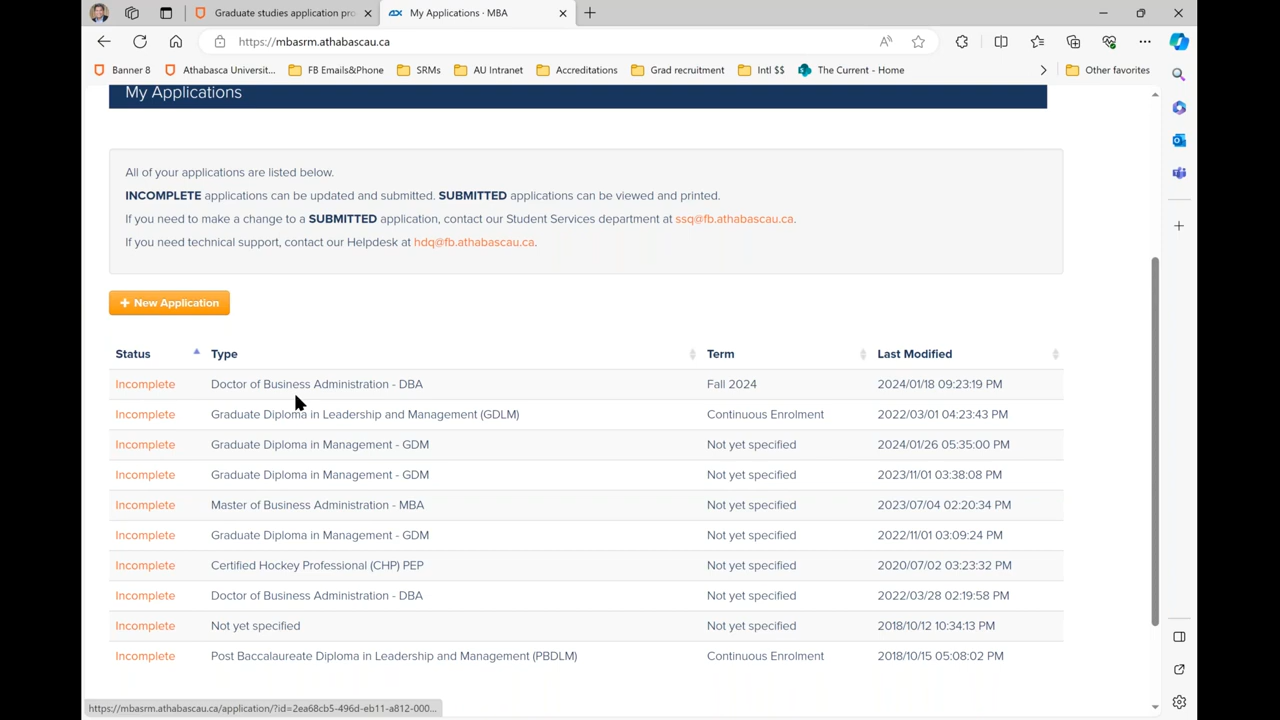 Graduate studies application pro
My Applications · MBA
https://mbasrm.athabascau.ca
Banner 8
Athabasca Universit...
FB Emails&Phone
SRMs
AU Intranet
Accreditations
Grad recruitment
Intl $$
The Current - Home
Other favorites
My Applications
All of your applications are listed below.
INCOMPLETE applications can be updated and submitted. SUBMITTED applications can be viewed and printed.
If you need to make a change to a SUBMITTED application, contact our Student Services department at ssq@fb.athabascau.ca.
If you need technical support, contact our Helpdesk at hdq@fb.athabascau.ca.
+ New Application
Status Type Term Last Modified
Incomplete Doctor of Business Administration - DBA Fall 2024 2024/01/18 09:23:19 PM
Incomplete Graduate Diploma in Leadership and Management (GDLM) Continuous Enrolment 2022/03/01 04:23:43 PM
Incomplete Graduate Diploma in Management - GDM Not yet specified 2024/01/26 05:35:00 PM
Incomplete Graduate Diploma in Management - GDM Not yet specified 2023/11/01 03:38:08 PM
Incomplete Master of Business Administration - MBA Not yet specified 2023/07/04 02:20:34 PM
Incomplete Graduate Diploma in Management - GDM Not yet specified 2022/11/01 03:09:24 PM
Incomplete Certified Hockey Professional (CHP) PEP Not yet specified 2020/07/02 03:23:32 PM
Incomplete Doctor of Business Administration - DBA Not yet specified 2022/03/28 02:19:58 PM
Incomplete Not yet specified Not yet specified 2018/10/12 10:34:13 PM
Incomplete Post Baccalaureate Diploma in Leadership and Management (PBDLM) Continuous Enrolment 2018/10/15 05:08:02 PM
https://mbasrm.athabascau.ca/application/?id=2ea68cb5-496d-eb11-a812-000...